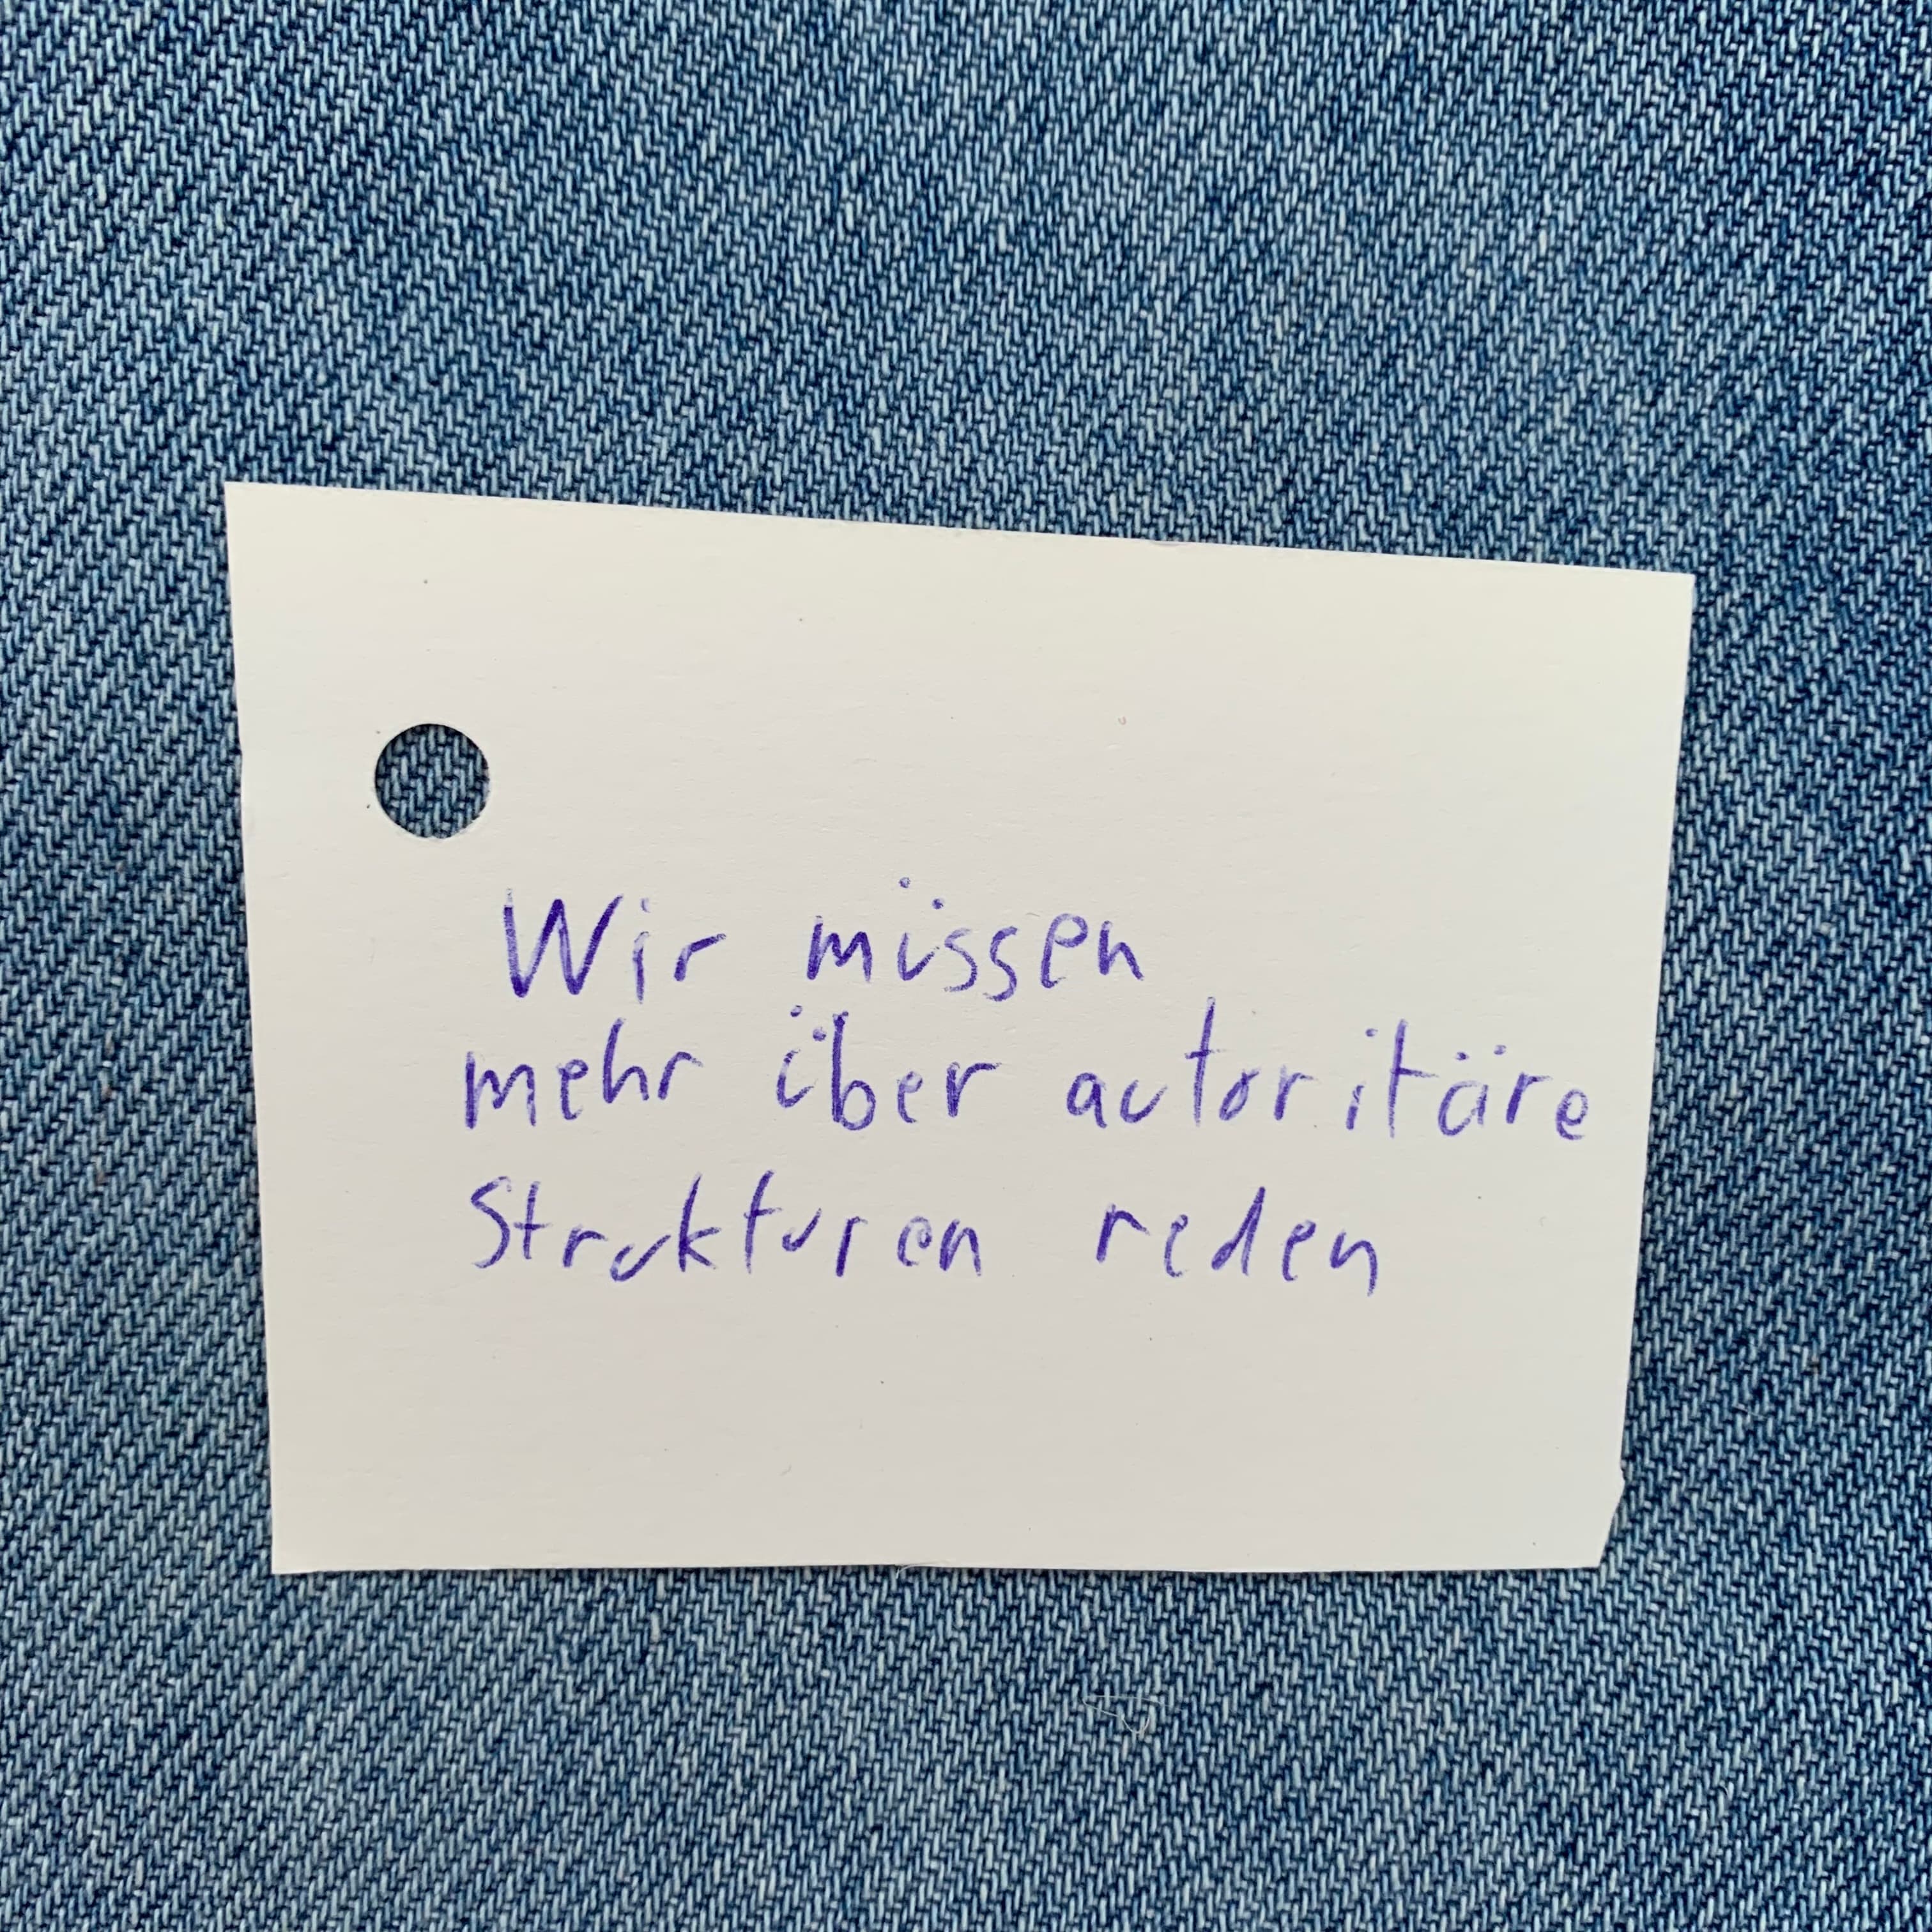 Wir müssen
mehr über autoritäre
Strukturen reden